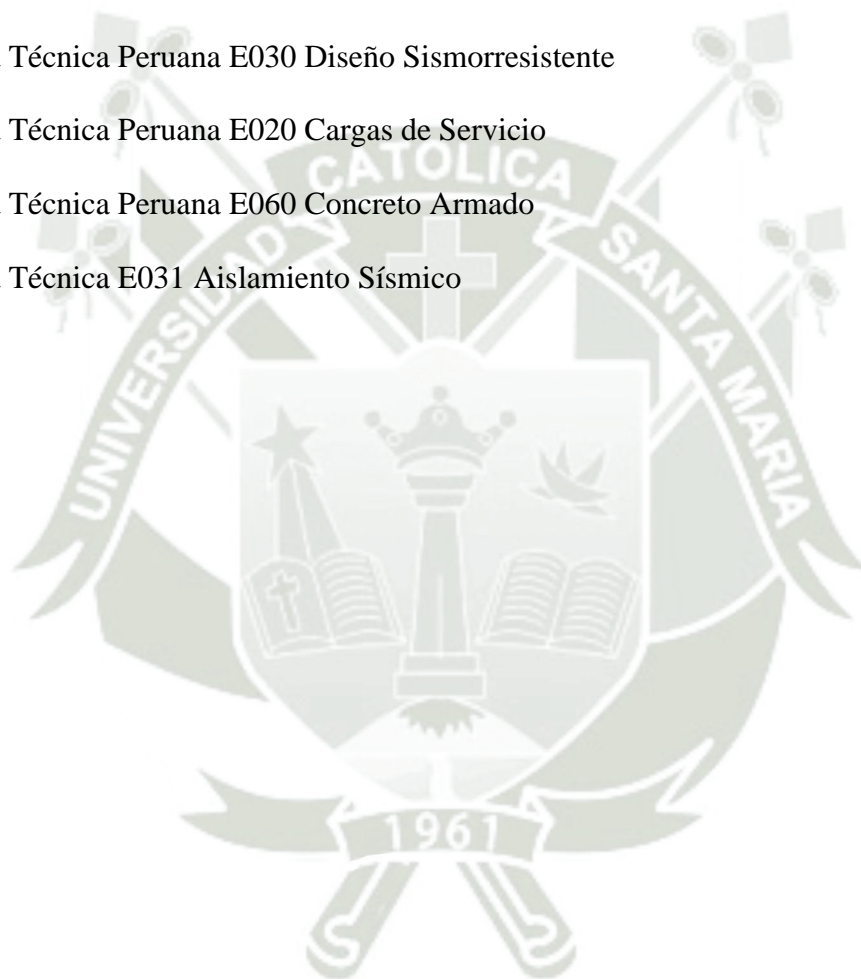 Técnica Peruana E030 Diseño Sismorresistente
Técnica Peruana E020 Cargas de Servicio
Técnica Peruana E060 Concreto Armado
Técnica E031 Aislamiento Sísmico
UNIVERSIDAD CATOLICA SANTA MARIA
1961